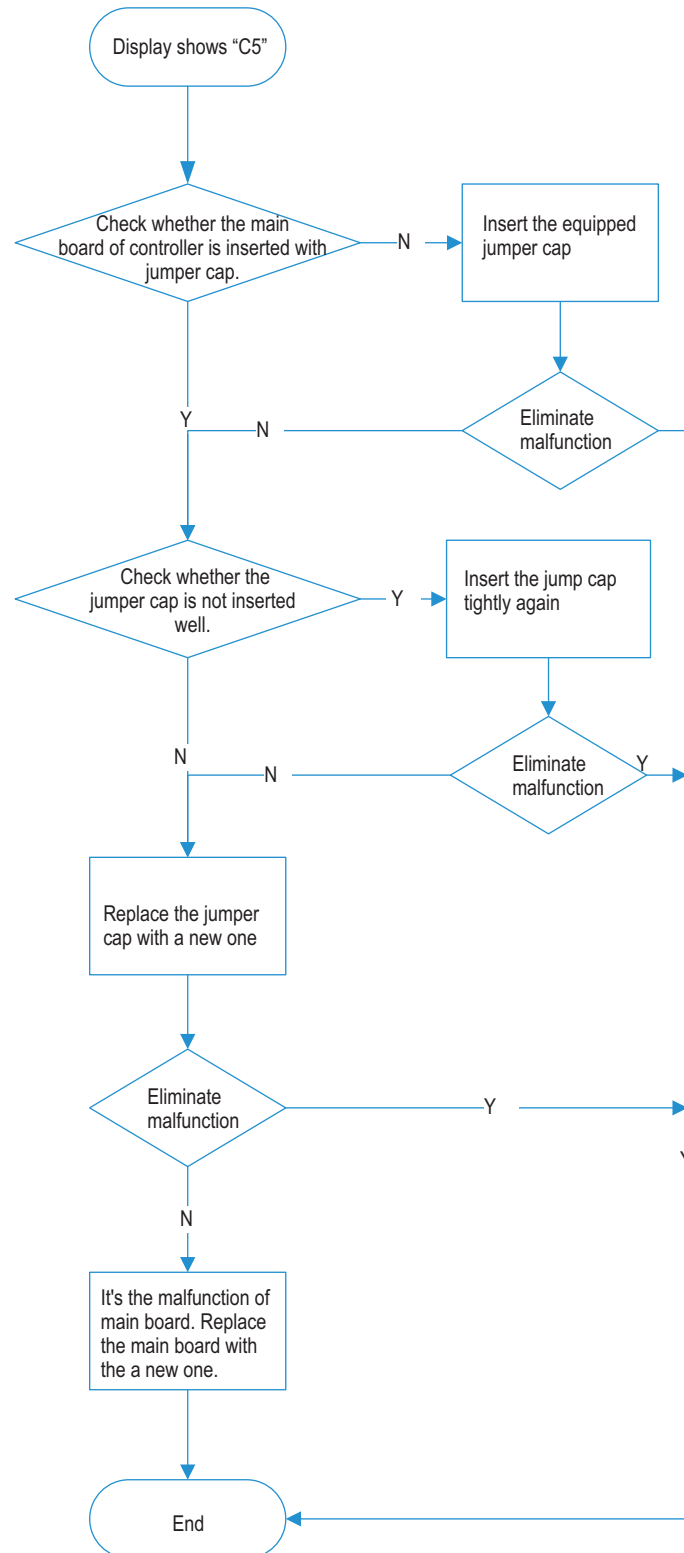 Display shows “C5”
Check whether the main
board of controller is inserted with
jumper cap.
N
Insert the equipped
jumper cap
Y
N
Eliminate
malfunction
Check whether the
jumper cap is not inserted
well.
Y
Insert the jump cap
tightly again
N
N
Eliminate
malfunction
Y
Replace the jumper
cap with a new one
Eliminate
malfunction
Y
Y
N
It's the malfunction of
main board. Replace
the main board with
the a new one.
End